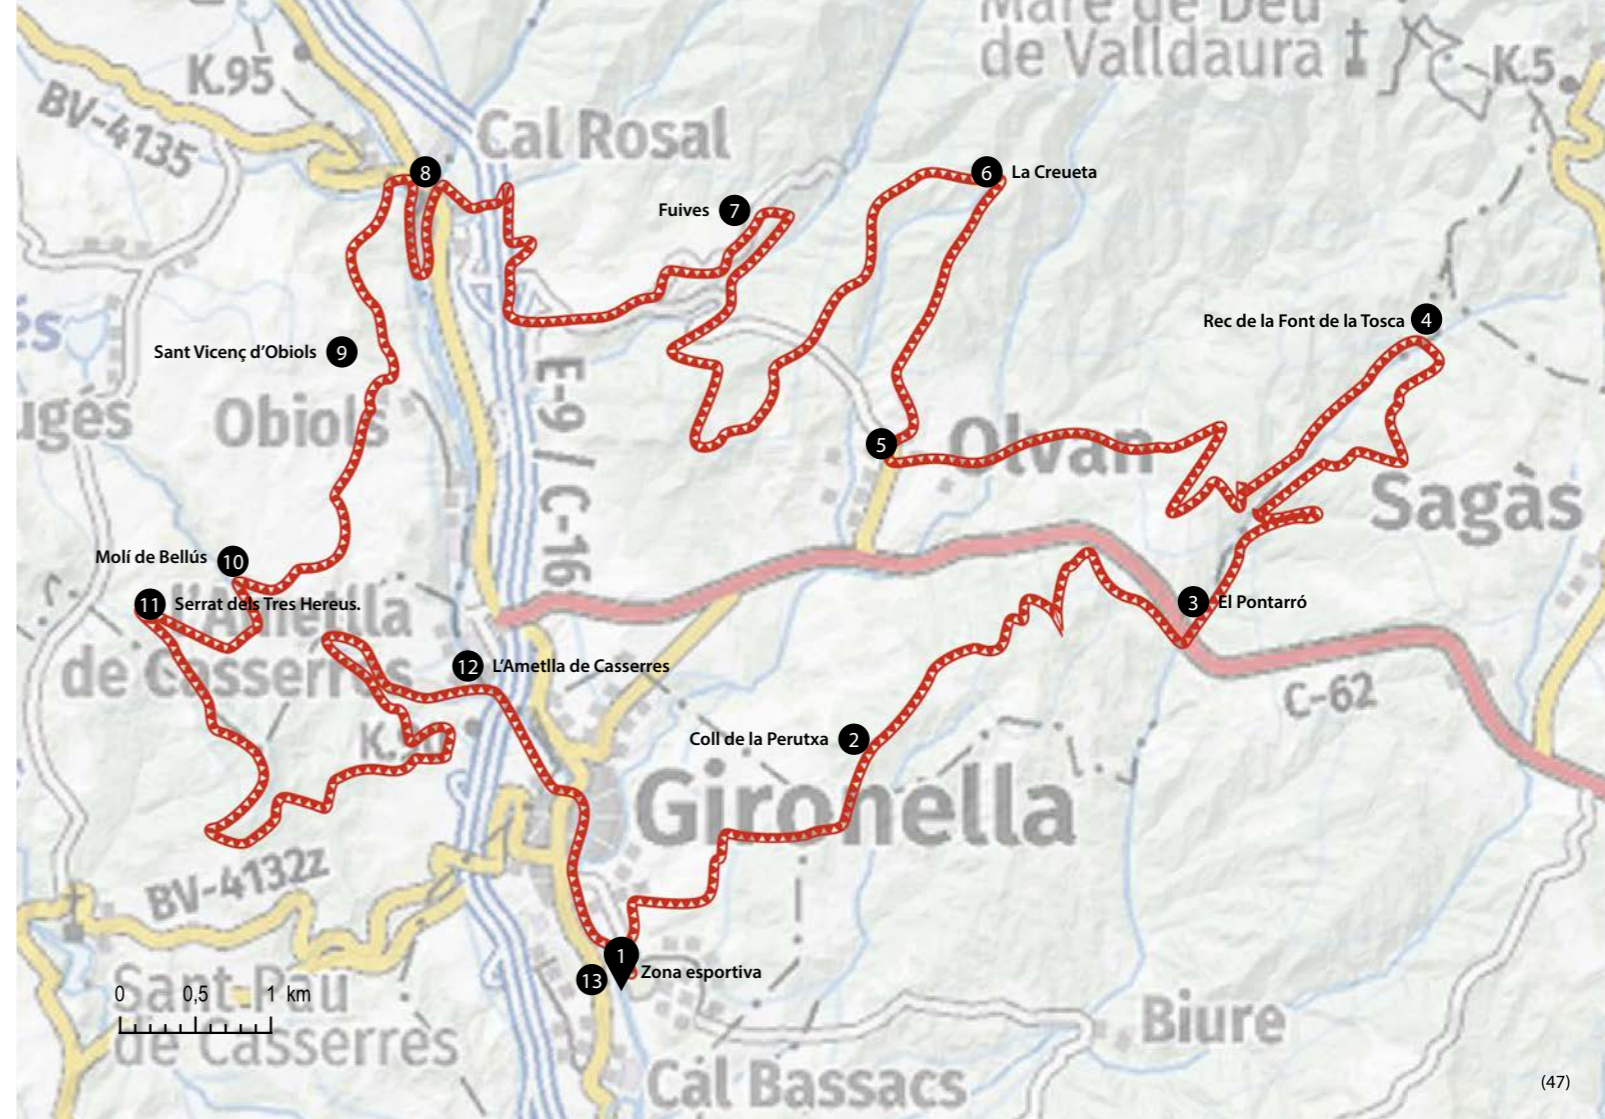 Mare de Deu
de Valldaura
K.95
K.5
BV-4135
Cal Rosal
8
6 La Creueta
Fuives 7
Rec de la Font de la Tosca 4
Sant Vicenç d'Obiols 9
E-9 / C-16
Obiols
5
Olvan
Sagàs
Molí de Bellús 10
11 Serrat dels Tres Hereus.
3 El Pontarró
l'Ametlla
de Casserres
12 L'Ametlla de Casserres
C-62
Coll de la Perutxa 2
Gironella
BV-4132z
1
13
Zona esportiva
Sant Pau
de Casserres
0 0,5 1 km
Biure
Cal Bassacs
(47)